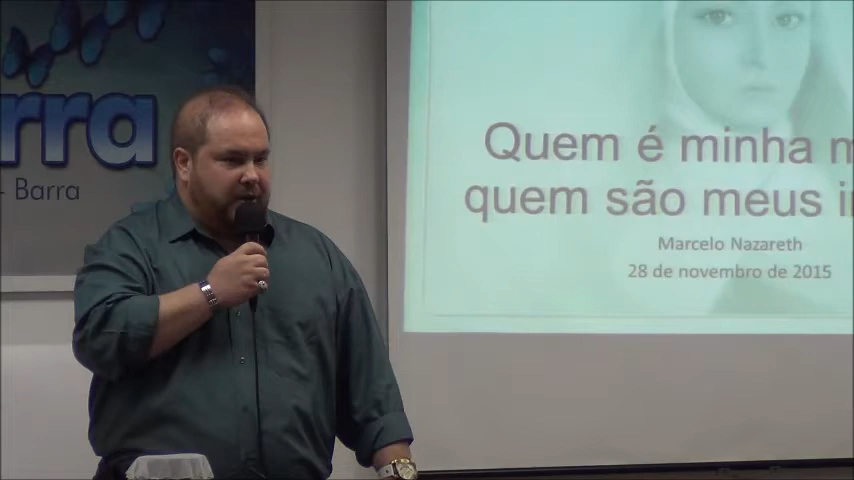 rra
- Barra
Quem é minha m
quem são meus i
Marcelo Nazareth
28 de novembro de 2015